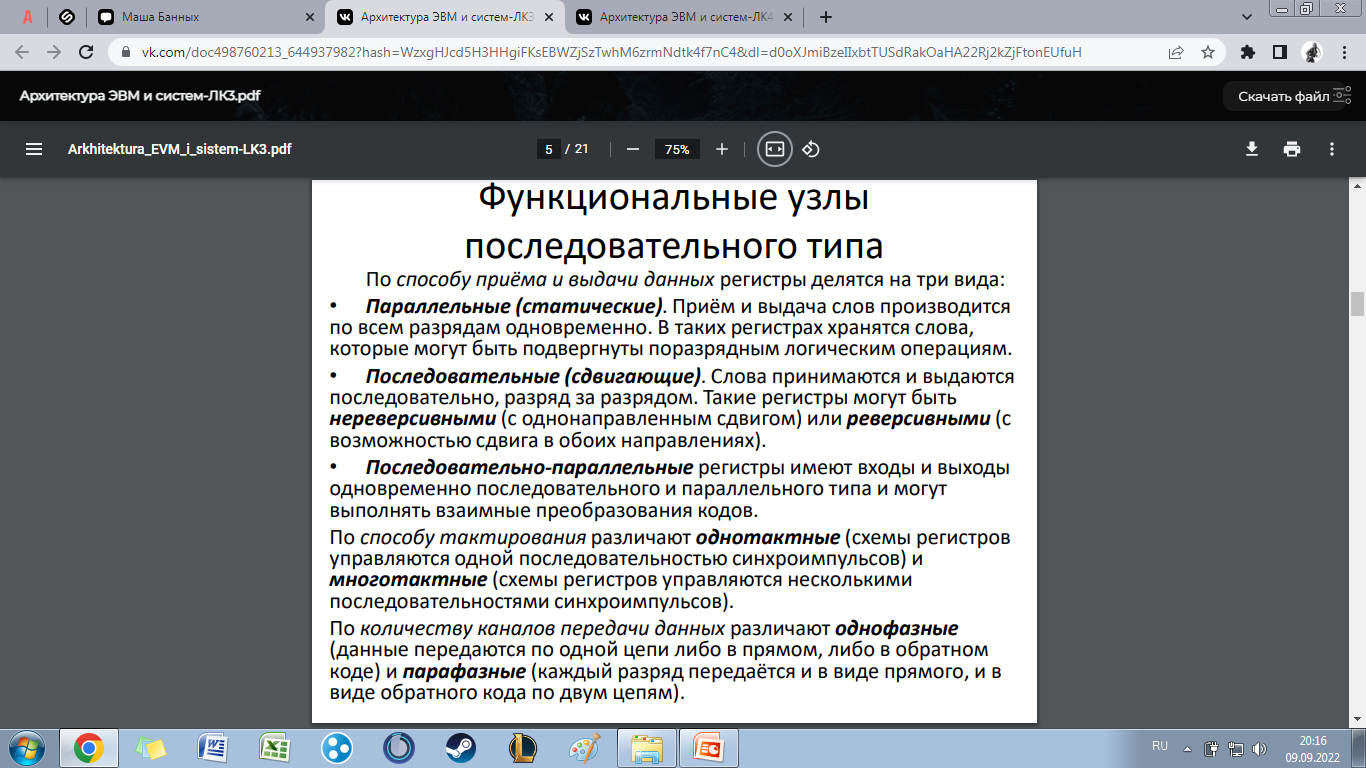 Маша Банных
Архитектура ЭВМ и систем-ЛК3
Архитектура ЭВМ и систем-ЛК4
vk.com/doc498760213_644937982?hash=WzxgHJcd5H3HHgiFKsEBWZjSzTwhM6zrmNdtk4f7nC4&dl=d0oXJmiBzeIIxbtTUSdRakOaHA22Rj2kZjFtonEUfuH
Архитектура ЭВМ и систем-ЛК3.pdf
Скачать файл
Arkhitektura_EVM_i_sistem-LK3.pdf
5 / 21
75%
Функциональные узлы
последовательного типа
По способу приёма и выдачи данных регистры делятся на три вида:
• Параллельные (статические). Приём и выдача слов производится
по всем разрядам одновременно. В таких регистрах хранятся слова,
которые могут быть подвергнуты поразрядным логическим операциям.
• Последовательные (сдвигающие). Слова принимаются и выдаются
последовательно, разряд за разрядом. Такие регистры могут быть
нереверсивными (с однонаправленным сдвигом) или реверсивными (с
возможностью сдвига в обоих направлениях).
• Последовательно-параллельные регистры имеют входы и выходы
одновременно последовательного и параллельного типа и могут
выполнять взаимные преобразования кодов.
По способу тактирования различают однотактные (схемы регистров
управляются одной последовательностью синхроимпульсов) и
многотактные (схемы регистров управляются несколькими
последовательностями синхроимпульсов).
По количеству каналов передачи данных различают однофазные
(данные передаются по одной цепи либо в прямом, либо в обратном
коде) и парафазные (каждый разряд передаётся и в виде прямого, и в
виде обратного кода по двум цепям).
RU
20:16
09.09.2022